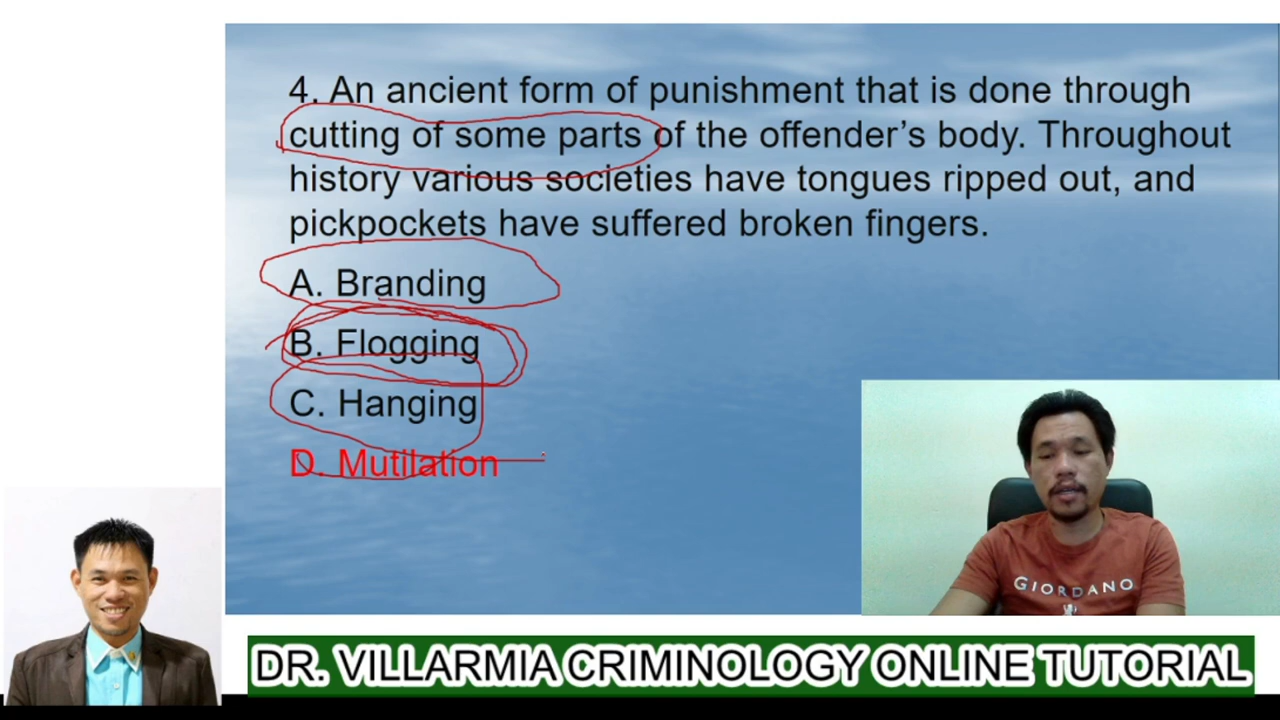 4. An ancient form of punishment that is done through
cutting of some parts of the offender's body. Throughout
history various societies have tongues ripped out, and
pickpockets have suffered broken fingers.
A. Branding
B. Flogging
C. Hanging
D. Mutilation
GIORDANO
DR. VILLARMIA CRIMINOLOGY ONLINE TUTORIAL